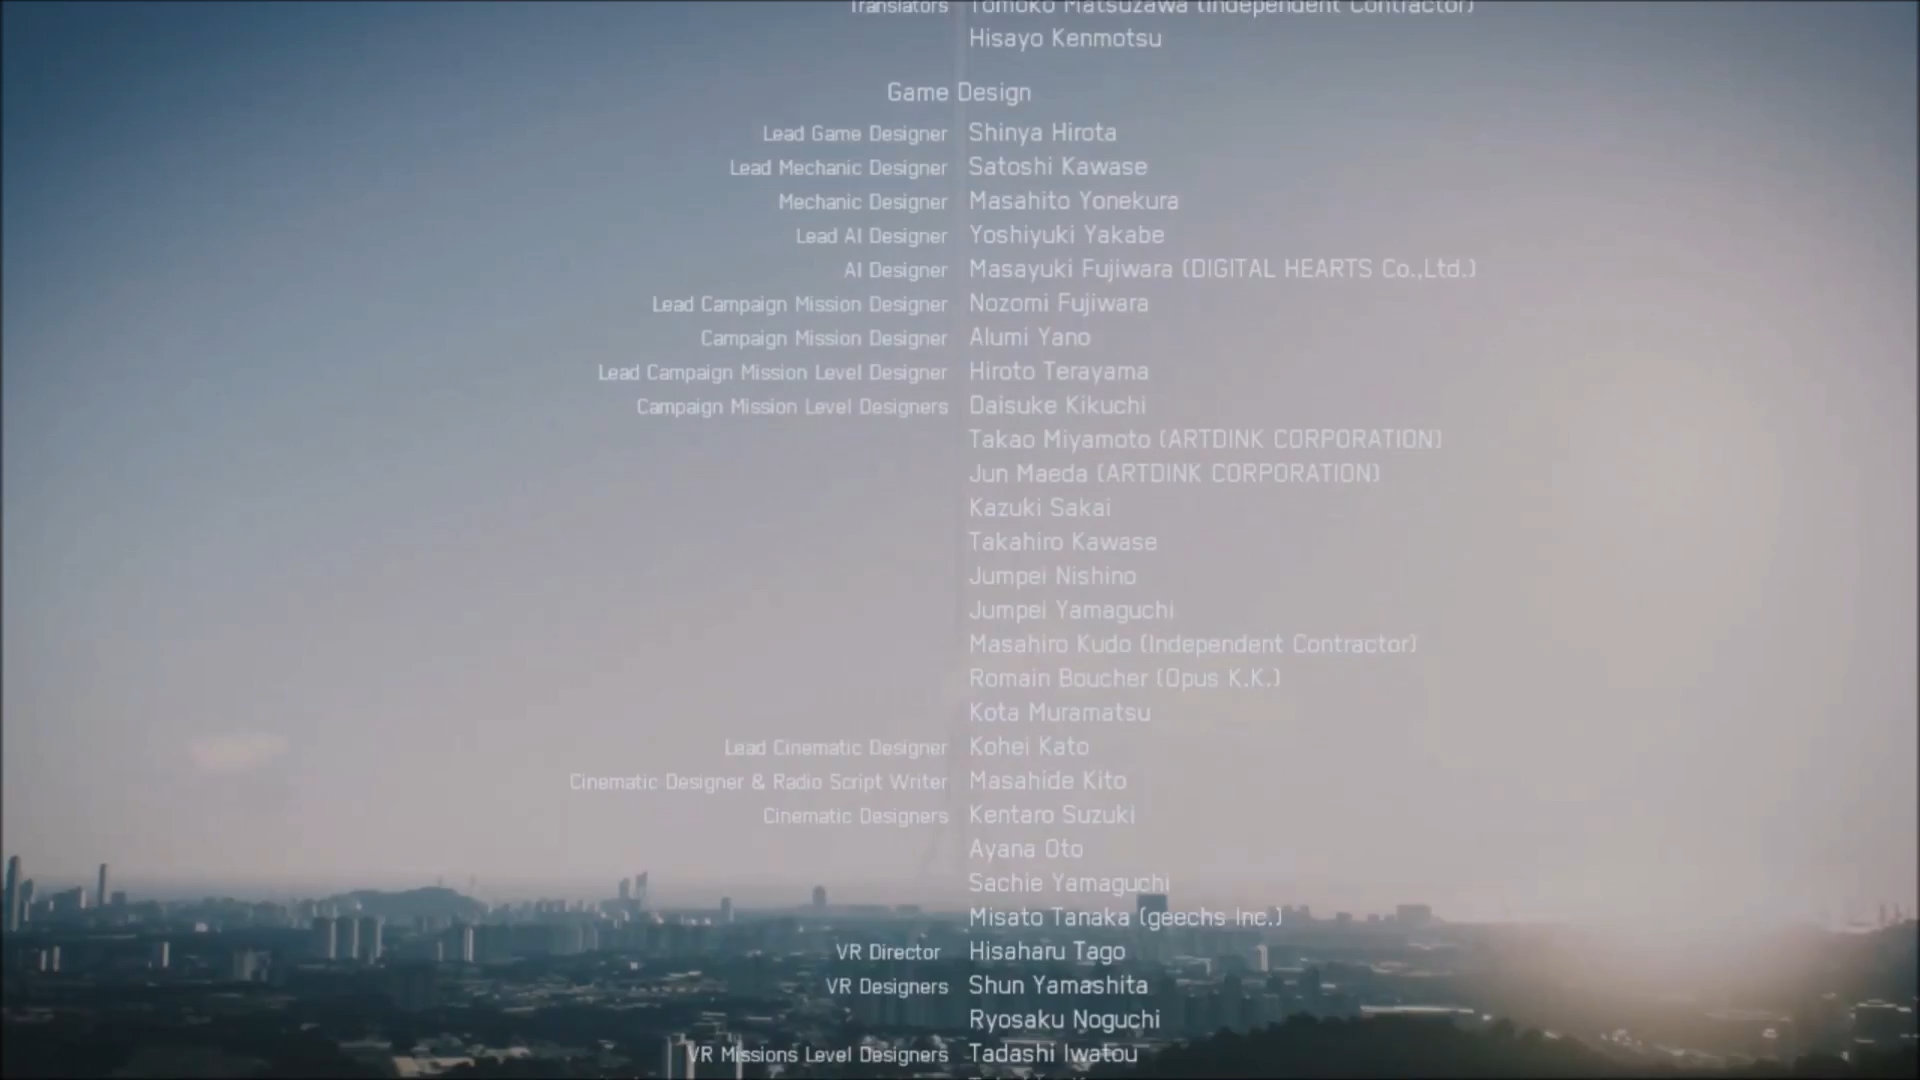 Translators Tomoko Matsuzawa (Independent Contractor)
Hisayo Kenmotsu
Game Design
Lead Game Designer Shinya Hirota
Lead Mechanic Designer Satoshi Kawase
Mechanic Designer Masahito Yonekura
Lead AI Designer Yoshiyuki Yakabe
AI Designer Masayuki Fujiwara (DIGITAL HEARTS Co.,Ltd.)
Lead Campaign Mission Designer Nozomi Fujiwara
Campaign Mission Designer Alumi Yano
Lead Campaign Mission Level Designer Hiroto Terayama
Campaign Mission Level Designers Daisuke Kikuchi
Takao Miyamoto (ARTDINK CORPORATION)
Jun Maeda (ARTDINK CORPORATION)
Kazuki Sakai
Takahiro Kawase
Jumpei Nishino
Jumpei Yamaguchi
Masahiro Kudo (Independent Contractor)
Romain Boucher (Opus K.K.)
Kota Muramatsu
Lead Cinematic Designer Kohei Kato
Cinematic Designer & Radio Script Writer Masahide Kito
Cinematic Designers Kentaro Suzuki
Ayana Oto
Sachie Yamaguchi
Misato Tanaka (geechs Inc.)
VR Director Hisaharu Tago
VR Designers Shun Yamashita
Ryosaku Noguchi
VR Missions Level Designers Tadashi Iwatou